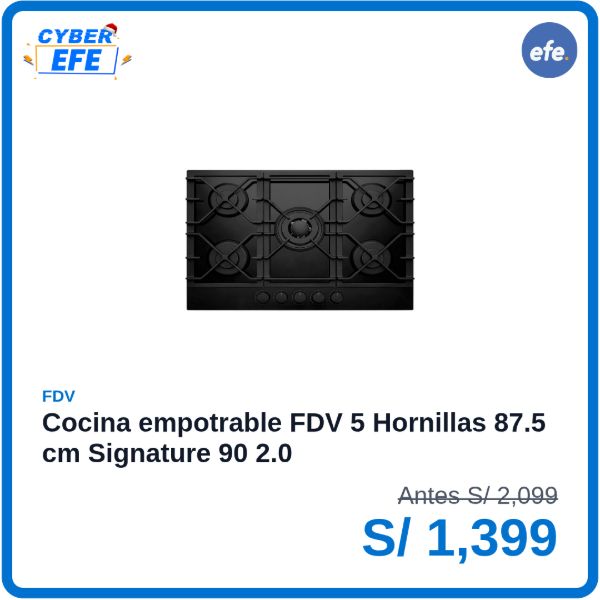 CYBER
EFE
efe.
FDV
Cocina empotrable FDV 5 Hornillas 87.5
cm Signature 90 2.0
Antes S/ 2,099
S/ 1,399